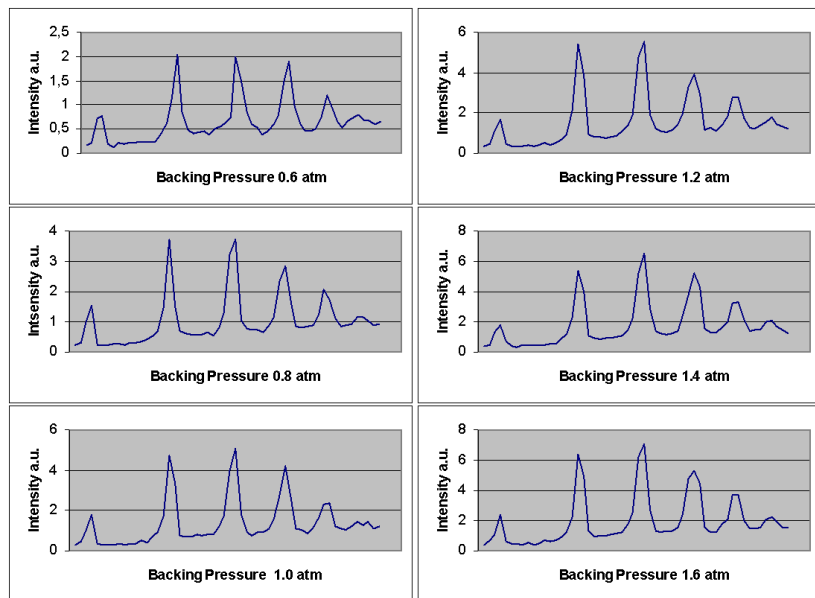 2,5
2
1,5
1
0,5
0
Intensity a.u.
Backing Pressure 0.6 atm
4
3
2
1
0
Intsensity a.u.
Backing Pressure 0.8 atm
6
4
2
0
Intensity a.u.
Backing Pressure  1.0 atm
6
4
2
0
Intensity a.u.
Backing Pressure 1.2 atm
8
6
4
2
0
Intensity a.u.
Backing Pressure 1.4 atm
8
6
4
2
0
Intensity a.u.
Backing Pressure 1.6 atm